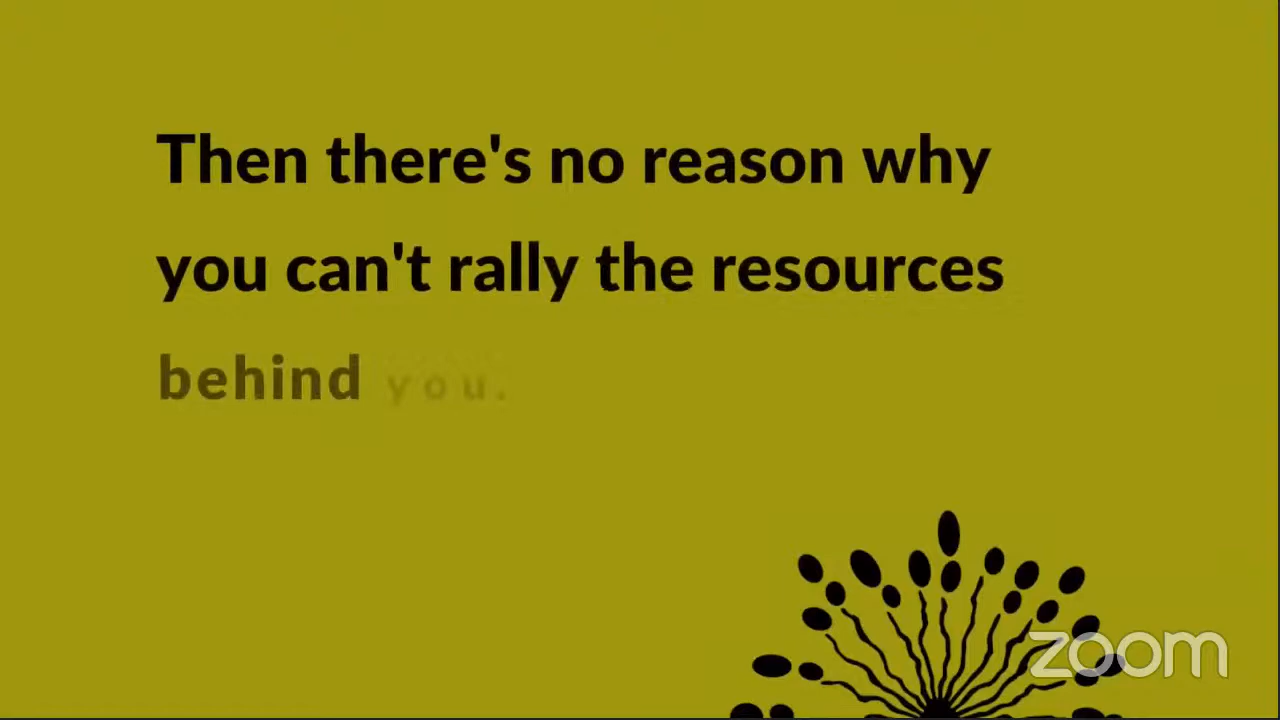 Then there's no reason why
you can't rally the resources
behind you.
zoom